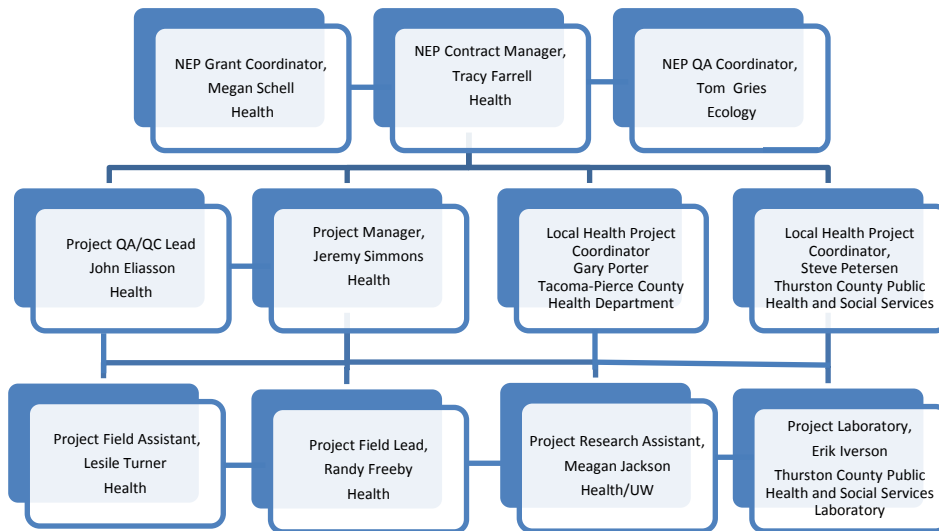 NEP Grant Coordinator,
Megan Schell
Health
NEP Contract Manager,
Tracy Farrell
Health
NEP QA Coordinator,
Tom Gries
Ecology
Project QA/QC Lead
John Eliasson
Health
Project Manager,
Jeremy Simmons
Health
Local Health Project
Coordinator
Gary Porter
Tacoma-Pierce County
Health Department
Local Health Project
Coordinator,
Steve Petersen
Thurston County Public
Health and Social Services
Project Field Assistant,
Lesile Turner
Health
Project Field Lead,
Randy Freeby
Health
Project Research Assistant,
Meagan Jackson
Health/UW
Project Laboratory,
Erik Iverson
Thurston County Public
Health and Social Services
Laboratory